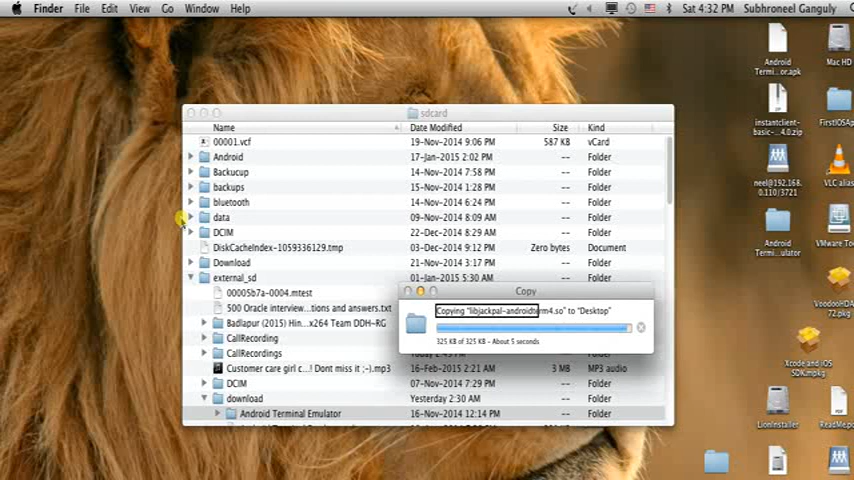 Finder File Edit View Go Window Help Sat 4:32 PM Subhroneel Ganguly
sdcard
Name Date Modified Size Kind
00001.vcf 19-Nov-2014 9:06 PM 587 KB vCard
Android 17-Jan-2015 2:02 PM -- Folder
Backucup 14-Nov-2014 7:58 PM -- Folder
backups 15-Nov-2014 1:28 PM -- Folder
bluetooth 14-Nov-2014 6:24 PM -- Folder
data 09-Nov-2014 8:09 AM -- Folder
DCIM 22-Dec-2014 8:29 AM -- Folder
DiskCacheIndex-1059336129.tmp 03-Dec-2014 9:12 PM Zero bytes Document
Download 21-Nov-2014 3:17 PM -- Folder
external_sd 01-Jan-2015 5:30 AM -- Folder
00005b7a-0004.mtest
500 Oracle interview...tions and answers.txt
Badlapur (2015) Hin...x264 Team DDH~RG
CallRecording
CallRecordings
Customer care girl c...! Dont miss it ;-).mp3 16-Feb-2015 2:21 AM 3 MB MP3 audio
DCIM 07-Nov-2014 7:29 PM -- Folder
download Yesterday 2:30 AM -- Folder
Android Terminal Emulator 16-Nov-2014 12:14 PM -- Folder
Copy
Copying "libjackpal-androidterm4.so" to "Desktop"
325 KB of 325 KB - About 5 seconds
Android
Termi...or.apk
Mac HD
instantclient-
basic-...4.0.zip
FirstIOSAp
neel@192.168.
0.110/3721
VLC alias
Android
Termi...ulator
VMware To
VoodooHDA
72.pkg
Xcode and iOS
SDK.mpkg
LionInstaller
ReadMe.p